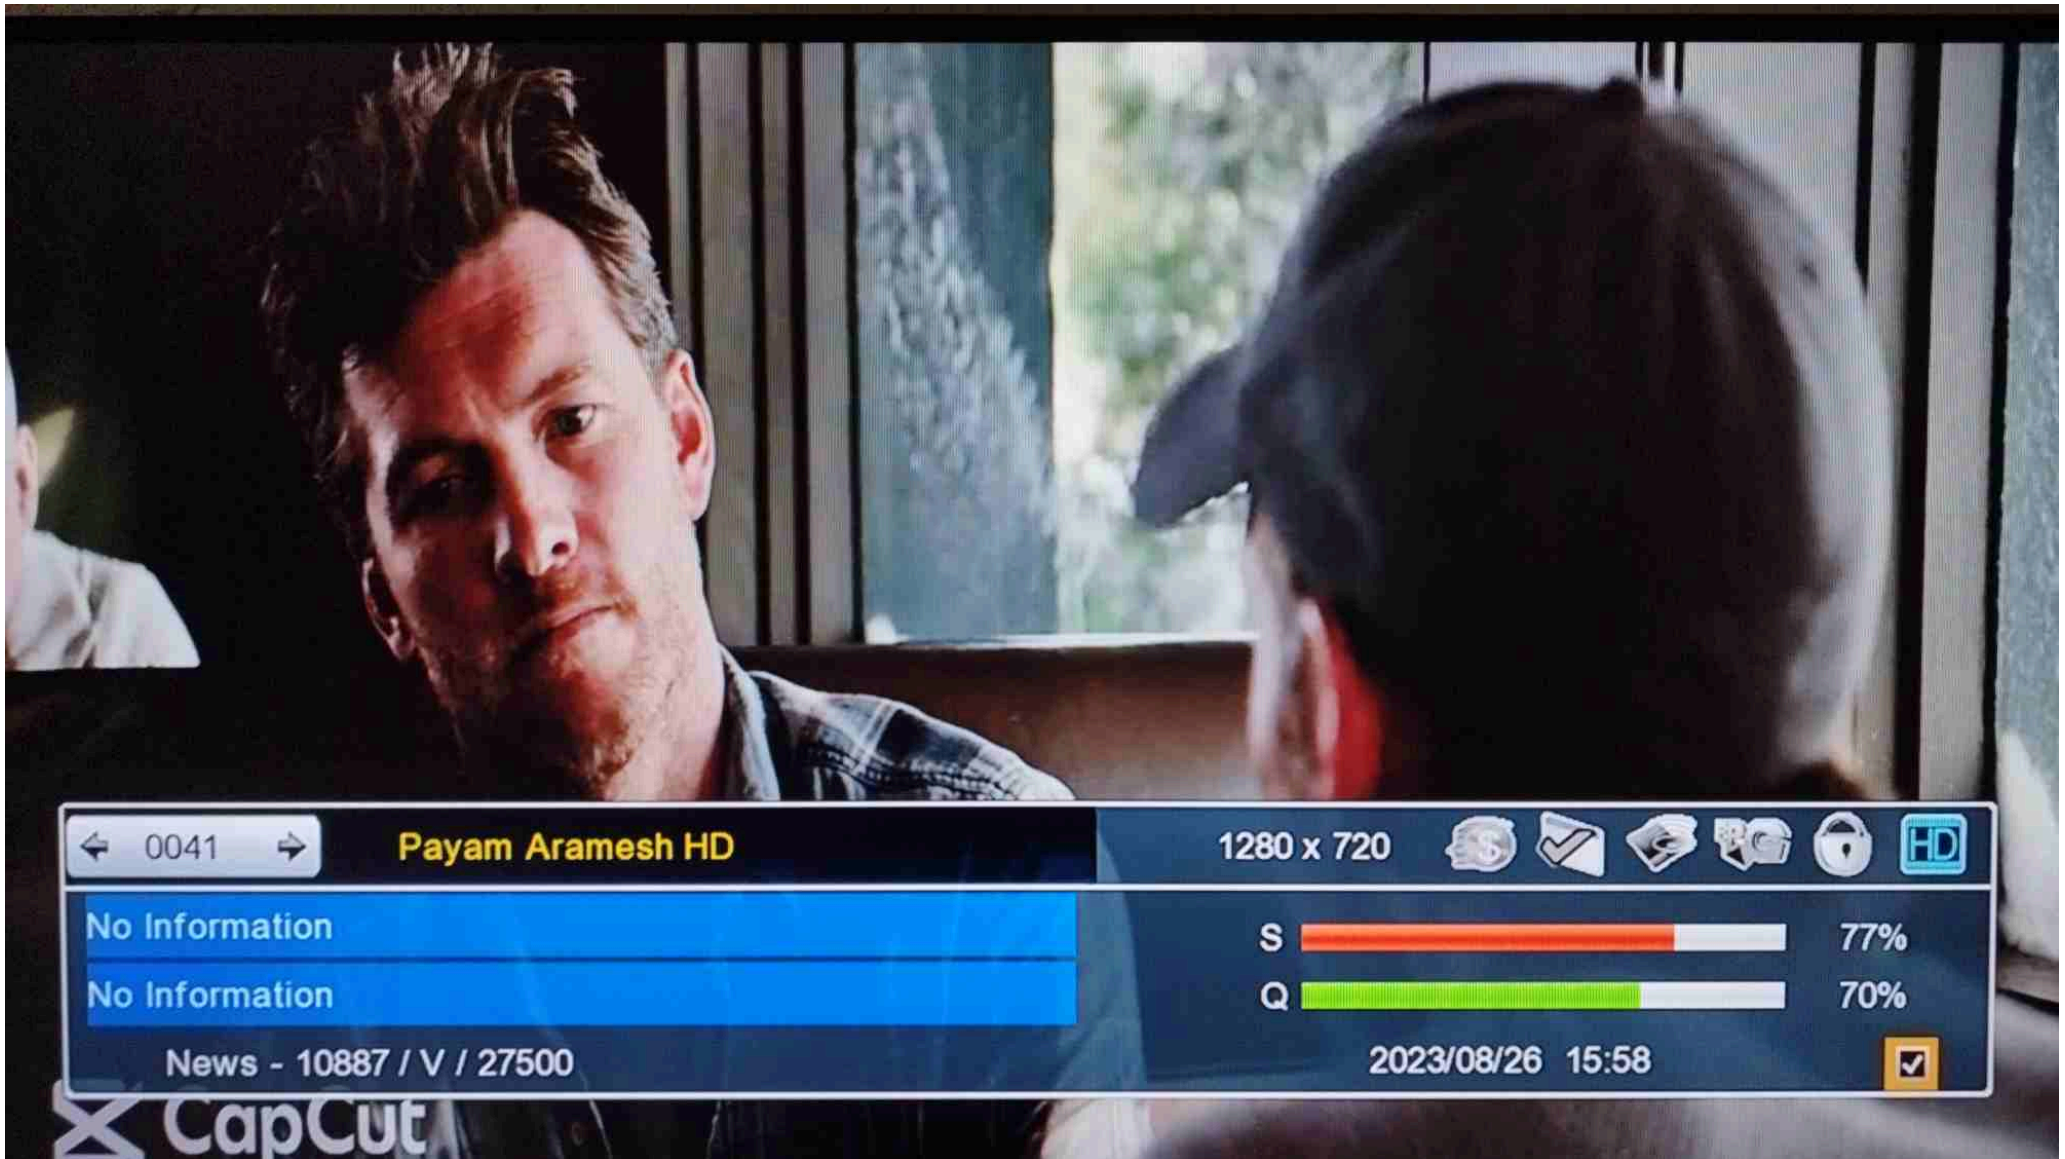 0041 Payam Aramesh HD 1280 x 720 $ HD
No Information
S 77%
No Information
Q 70%
News - 10887 / V / 27500 2023/08/26 15:58
CapCut